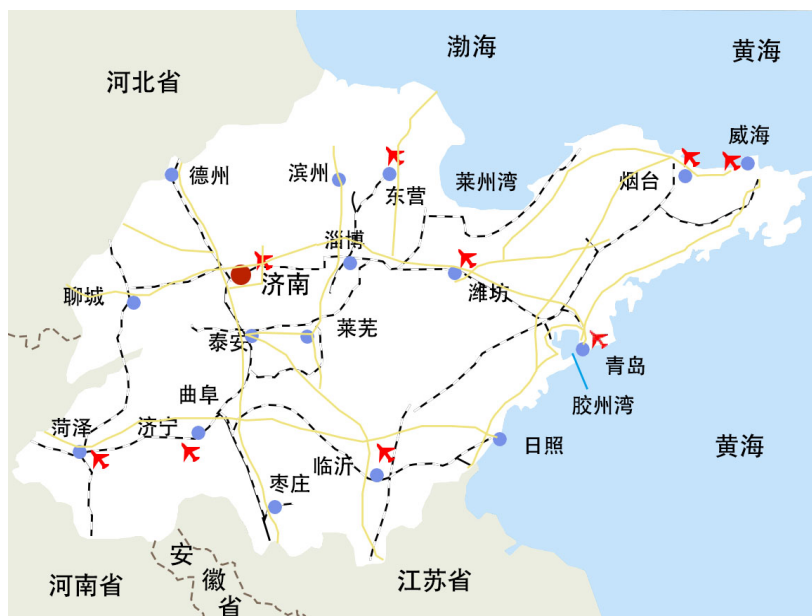 渤海
黄海
河北省
威海
德州
滨州
东营
莱州湾
烟台
淄博
济南
聊城
潍坊
泰安
莱芜
青岛
胶州湾
曲阜
菏泽
济宁
日照
黄海
临沂
枣庄
安
徽
省
河南省
江苏省